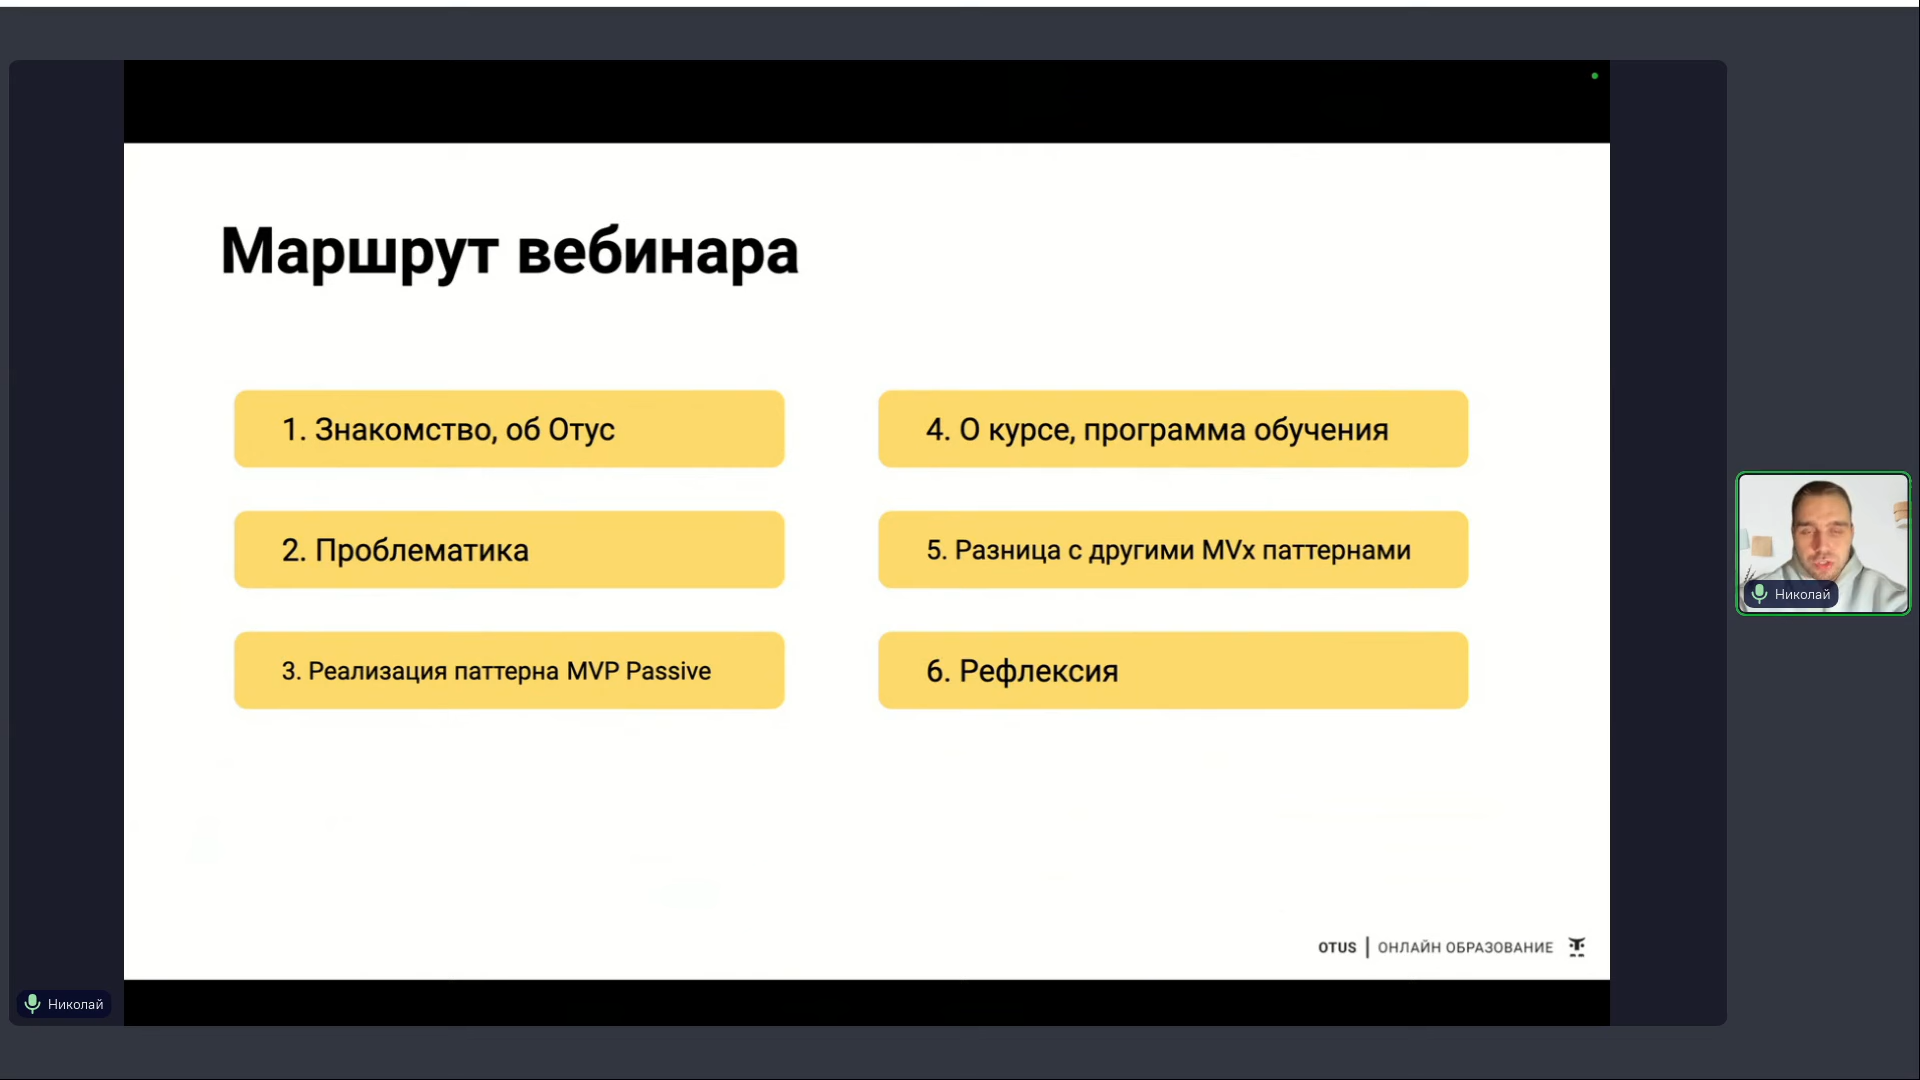 Маршрут вебинара
1. Знакомство, об Отус
2. Проблематика
3. Реализация паттерна MVP Passive
4. О курсе, программа обучения
5. Разница с другими MVx паттернами
6. Рефлексия
OTUS | ОНЛАЙН ОБРАЗОВАНИЕ
Николай
Николай